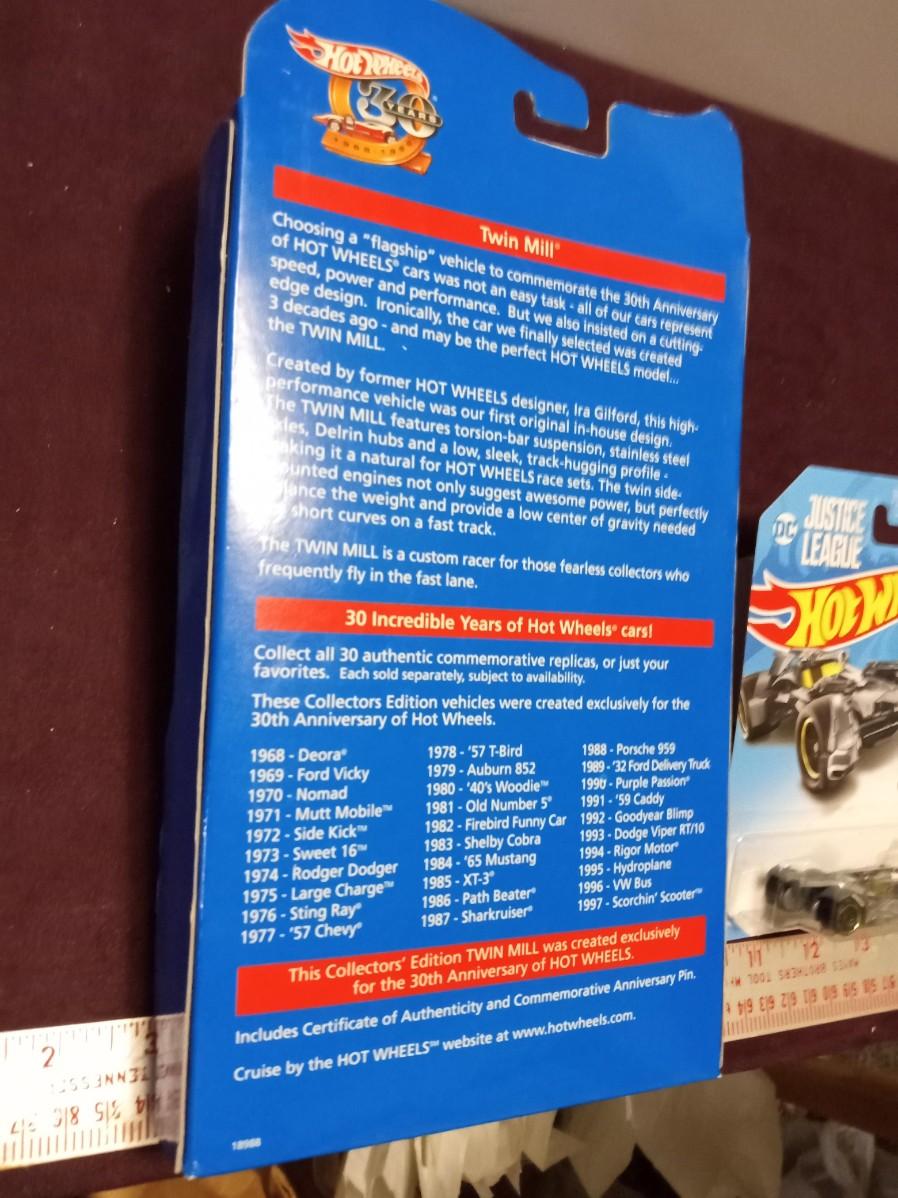 HOT WHEELS
30
YEARS
Twin Mill®
Choosing a "flagship" vehicle to commemorate the 30th Anniversary
of HOT WHEELS® cars was not an easy task - all of our cars represent
speed, power and performance. But we also insisted on a cutting-
edge design. Ironically, the car we finally selected was created
3 decades ago - and may be the perfect HOT WHEELS model...
the TWIN MILL.
Created by former HOT WHEELS designer, Ira Gilford, this high-
performance vehicle was our first original in-house design.
The TWIN MILL features torsion-bar suspension, stainless steel
Delrin hubs and a low, sleek, track-hugging profile -
making it a natural for HOT WHEELS race sets. The twin side-
mounted engines not only suggest awesome power, but perfectly
balance the weight and provide a low center of gravity needed
short curves on a fast track.
The TWIN MILL is a custom racer for those fearless collectors who
frequently fly in the fast lane.
30 Incredible Years of Hot Wheels® cars!
Collect all 30 authentic commemorative replicas, or just your
favorites. Each sold separately, subject to availability.
These Collectors Edition vehicles were created exclusively for the
30th Anniversary of Hot Wheels.
1968 - Deora®
1969 - Ford Vicky
1970 - Nomad
1971 - Mutt Mobile™
1972 - Side Kick™
1973 - Sweet 16™
1974 - Rodger Dodger
1975 - Large Charge™
1976 - Sting Ray®
1977 - '57 Chevy®
1978 - '57 T-Bird
1979 - Auburn 852
1980 - '40's Woodie™
1981 - Old Number 5®
1982 - Firebird Funny Car
1983 - Shelby Cobra
1984 - '65 Mustang
1985 - XT-3®
1986 - Path Beater®
1987 - Sharkruiser®
1988 - Porsche 959
1989 - '32 Ford Delivery Truck
1990 - Purple Passion®
1991 - '59 Caddy
1992 - Goodyear Blimp
1993 - Dodge Viper RT/10
1994 - Rigor Motor®
1995 - Hydroplane
1996 - VW Bus
1997 - Scorchin' Scooter™
This Collectors' Edition TWIN MILL was created exclusively
for the 30th Anniversary of HOT WHEELS.
Includes Certificate of Authenticity and Commemorative Anniversary Pin.
Cruise by the HOT WHEELS℠ website at www.hotwheels.com.
18988
DC
JUSTICE
LEAGUE
HOT WH
2 3
11 12 13
MAYES BROTHERS TOOL